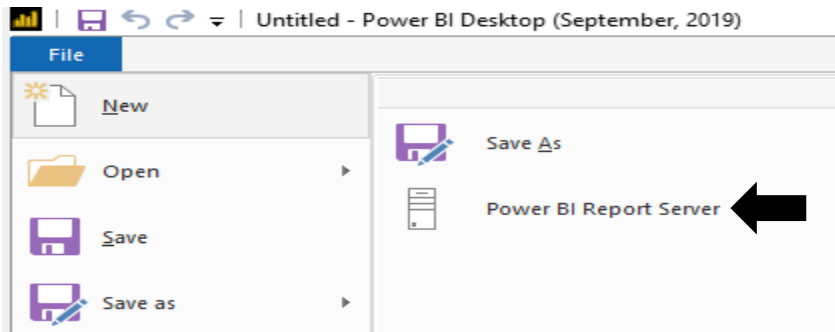 Untitled - Power BI Desktop (September, 2019)
File
New
Open
Save
Save as
Save As
Power BI Report Server